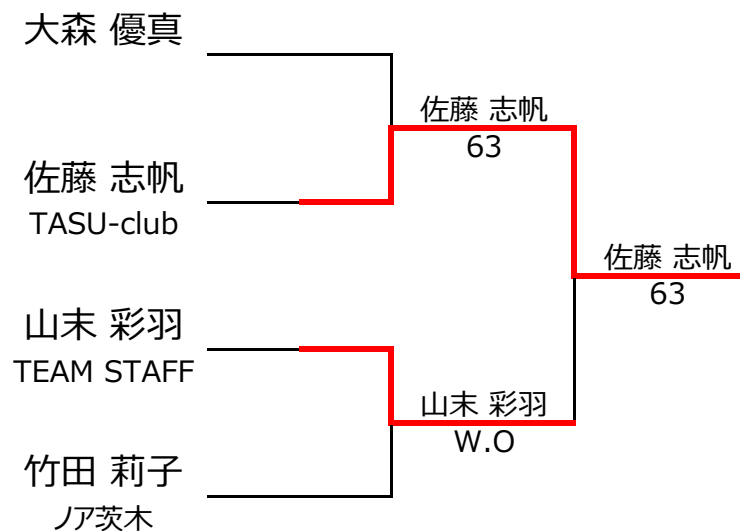 大森 優真
佐藤 志帆
63
佐藤 志帆
TASU-club
佐藤 志帆
63
山末 彩羽
TEAM STAFF
山末 彩羽
W.O
竹田 莉子
ノア茨木